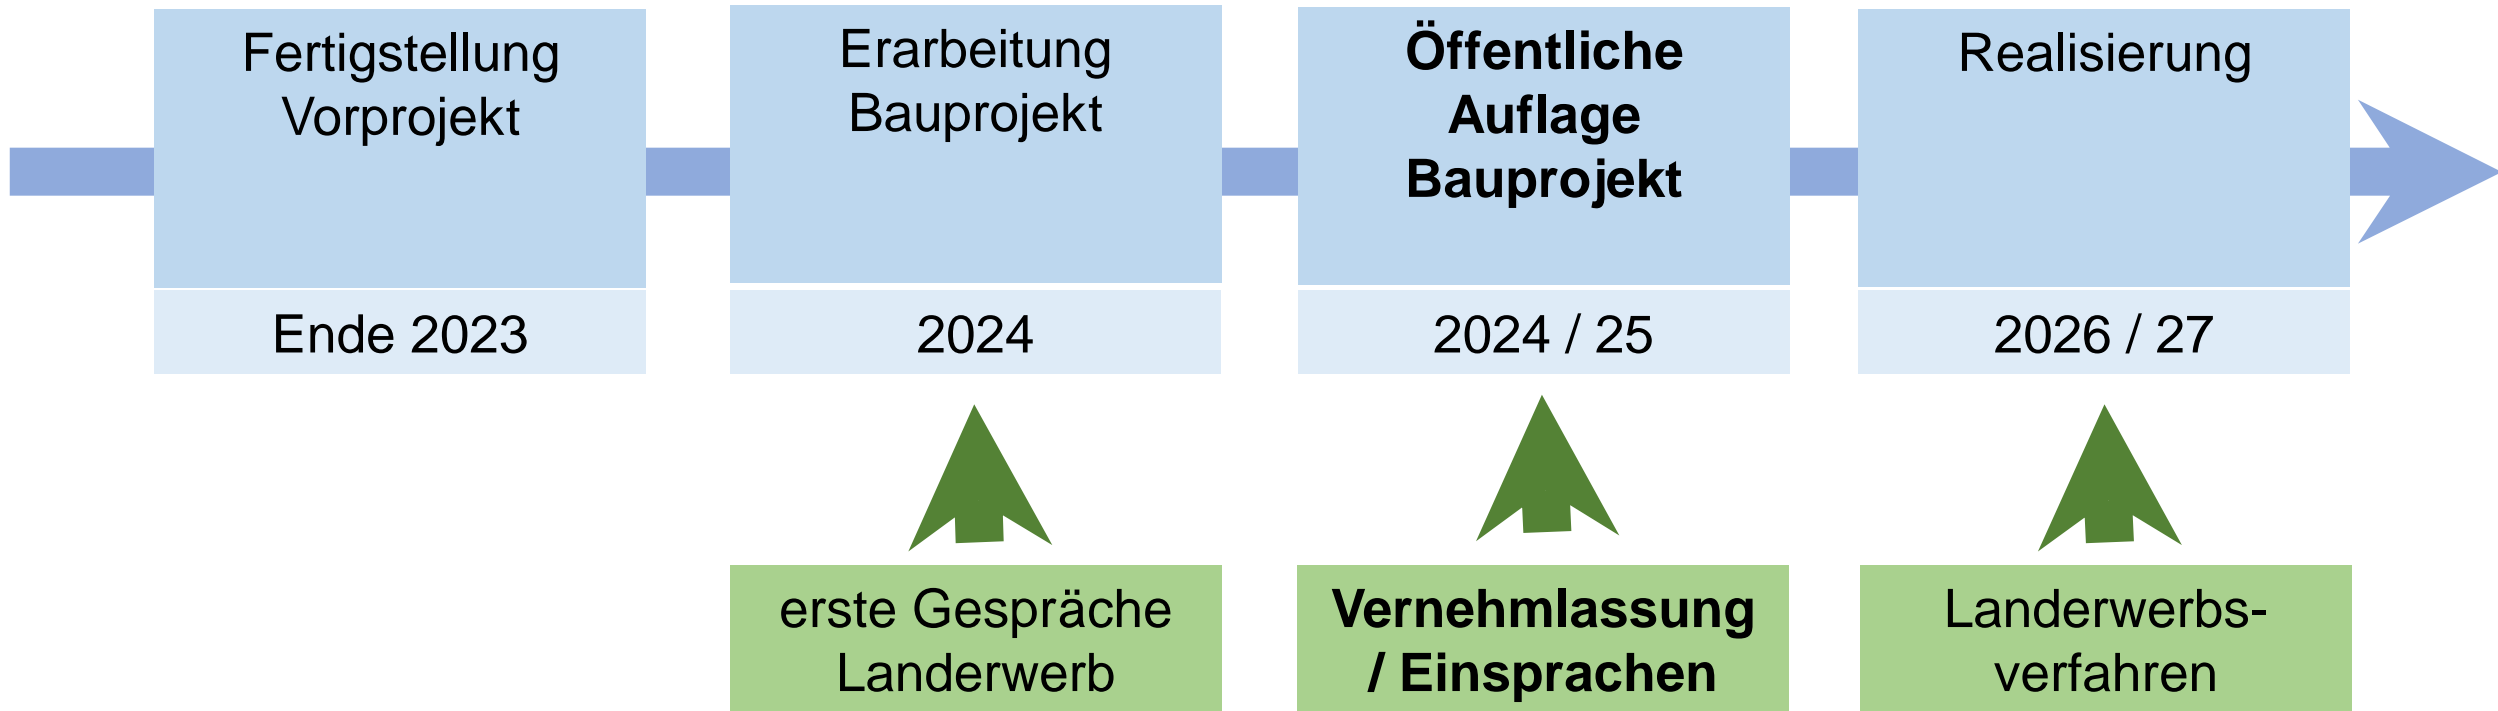 Fertigstellung
Vorprojekt
Erarbeitung
Bauprojekt
Öffentliche
Auflage
Bauprojekt
Realisierung
Ende 2023
2024
2024 / 25
2026 / 27
erste Gespräche
Landerwerb
Vernehmlassung
/ Einsprachen
Landerwerbs-
verfahren